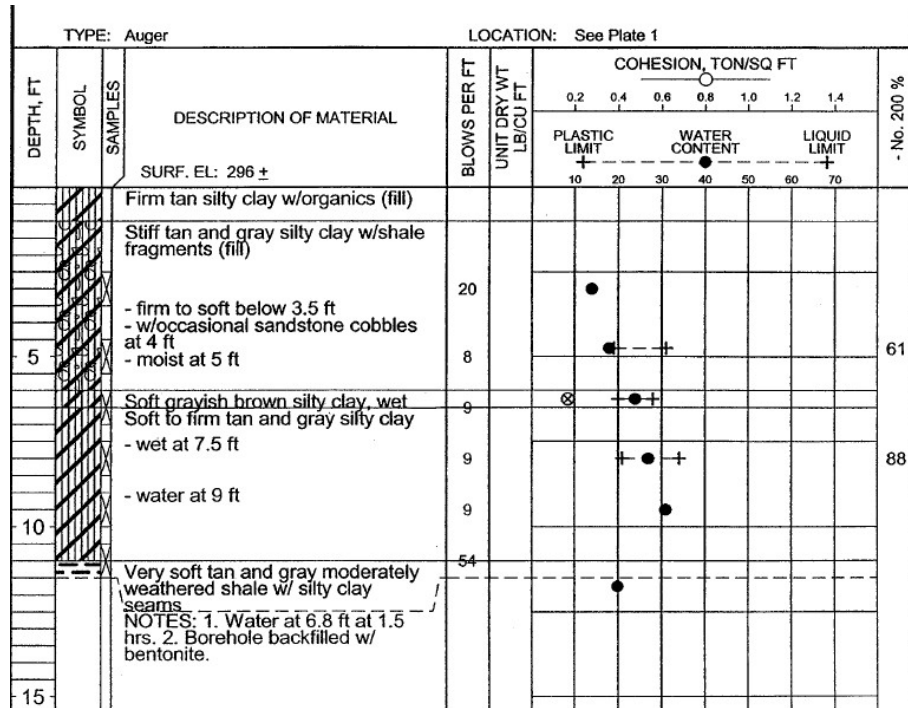 TYPE: Auger LOCATION: See Plate 1
DEPTH, FT
SYMBOL
SAMPLES
DESCRIPTION OF MATERIAL
SURF. EL: 296 ±
BLOWS PER FT
UNIT DRY WT
LB/CU FT
COHESION, TON/SQ FT
0.2 0.4 0.6 0.8 1.0 1.2 1.4
PLASTIC LIMIT
WATER CONTENT
LIQUID LIMIT
10 20 30 40 50 60 70
- No. 200 %
Firm tan silty clay w/organics (fill)
Stiff tan and gray silty clay w/shale
fragments (fill)
20
- firm to soft below 3.5 ft
- w/occasional sandstone cobbles
at 4 ft
5 - moist at 5 ft 8 61
Soft grayish brown silty clay, wet 9
Soft to firm tan and gray silty clay
- wet at 7.5 ft 9 88
- water at 9 ft 9
10
54
Very soft tan and gray moderately
weathered shale w/ silty clay
seams
NOTES: 1. Water at 6.8 ft at 1.5
hrs. 2. Borehole backfilled w/
bentonite.
15